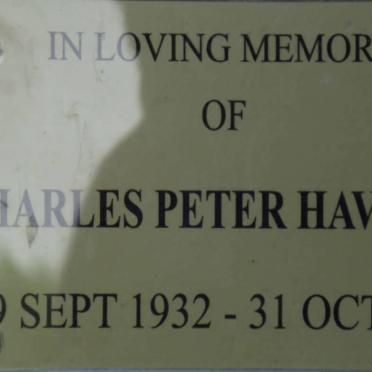 IN LOVING MEMOR
OF
HARLES PETER HAV
9 SEPT 1932 - 31 OCT